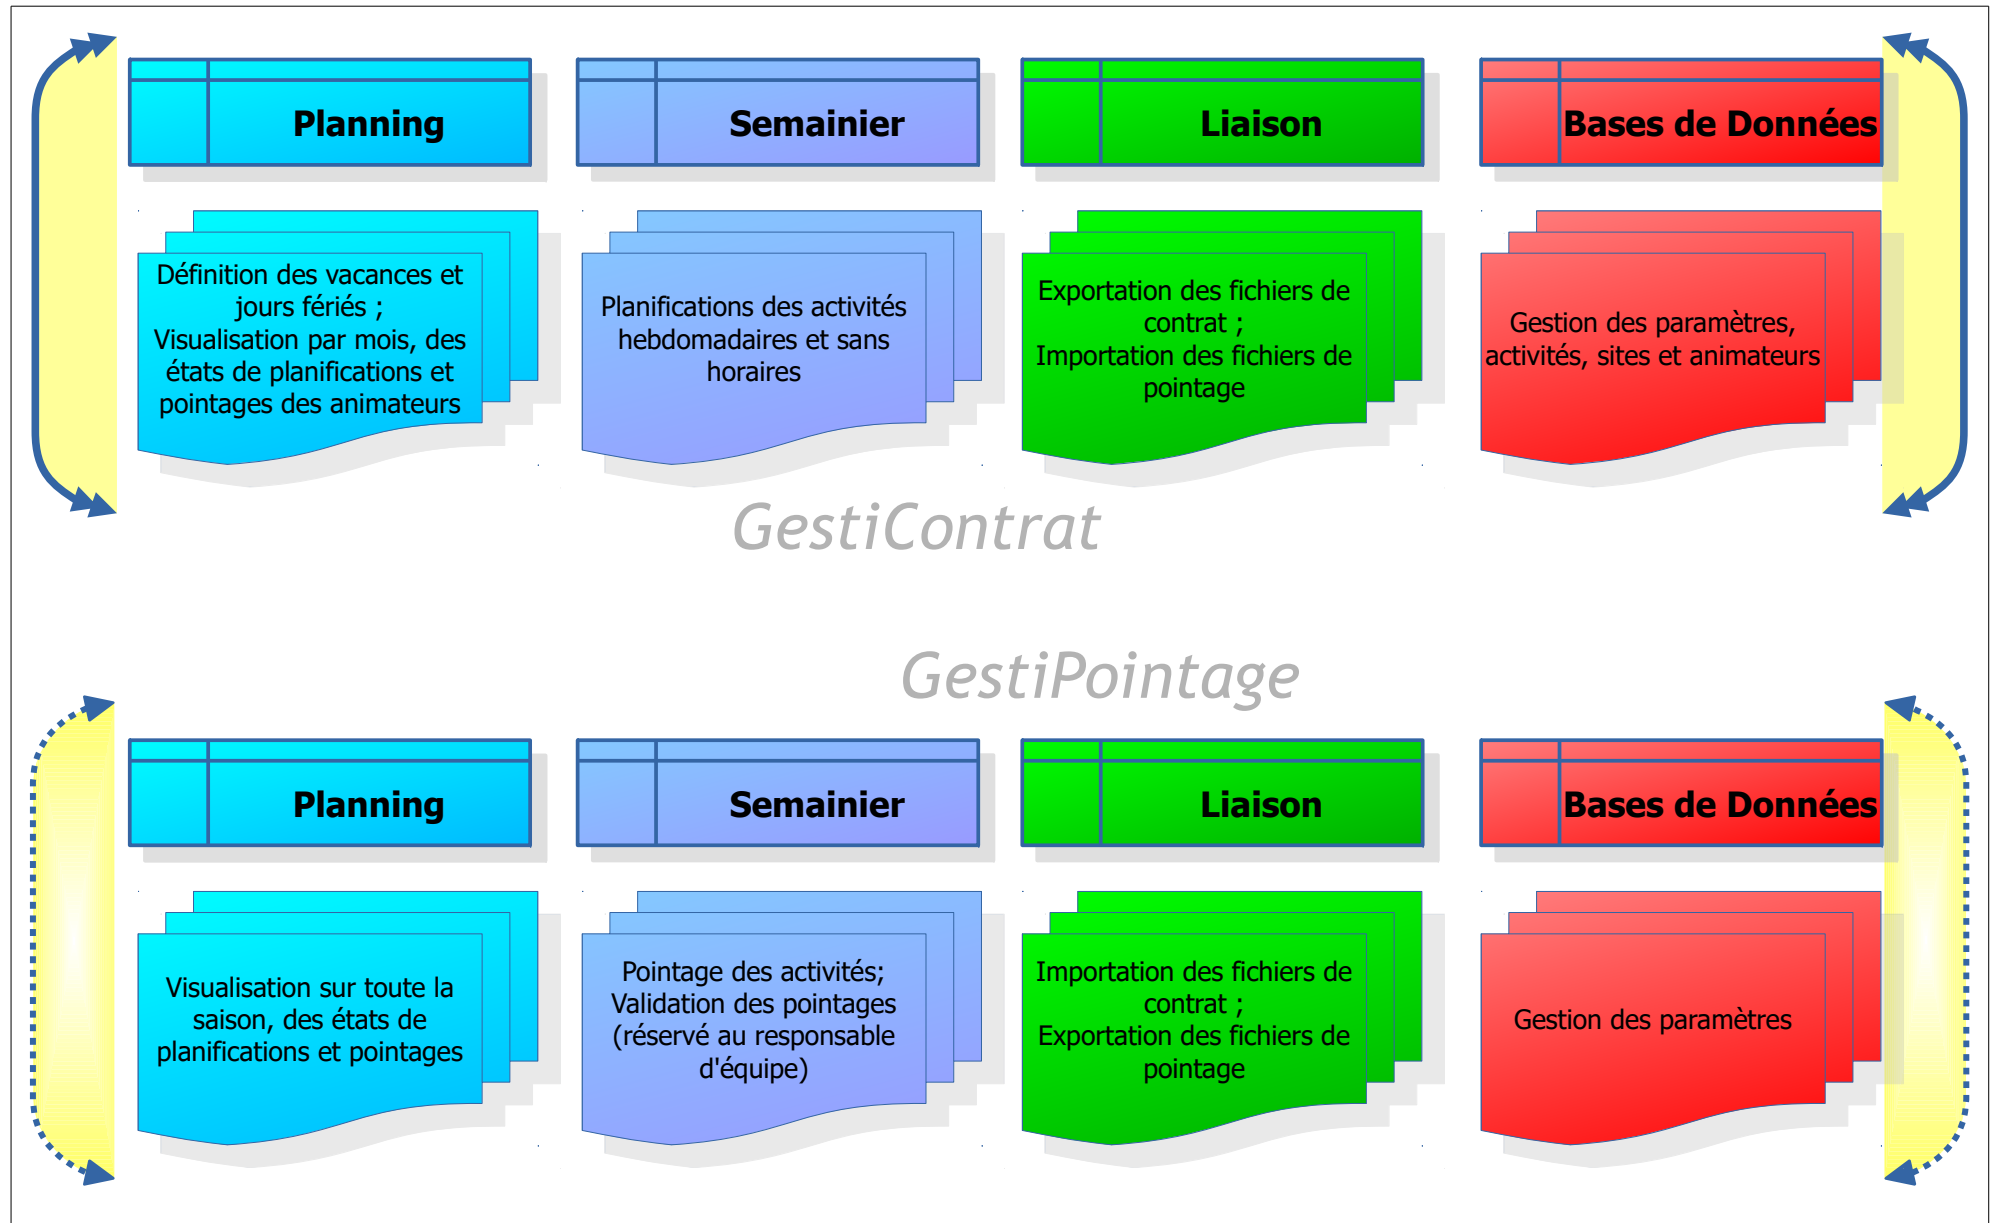 Planning
Semainier
Liaison
Bases de Données
Définition des vacances et
jours fériés ;
Visualisation par mois, des
états de planifications et
pointages des animateurs
Planifications des activités
hebdomadaires et sans
horaires
Exportation des fichiers de
contrat ;
Importation des fichiers de
pointage
Gestion des paramètres,
activités, sites et animateurs
GestiContrat
GestiPointage
Planning
Semainier
Liaison
Bases de Données
Visualisation sur toute la
saison, des états de
planifications et pointages
Pointage des activités;
Validation des pointages
(réservé au responsable
d'équipe)
Importation des fichiers de
contrat ;
Exportation des fichiers de
pointage
Gestion des paramètres